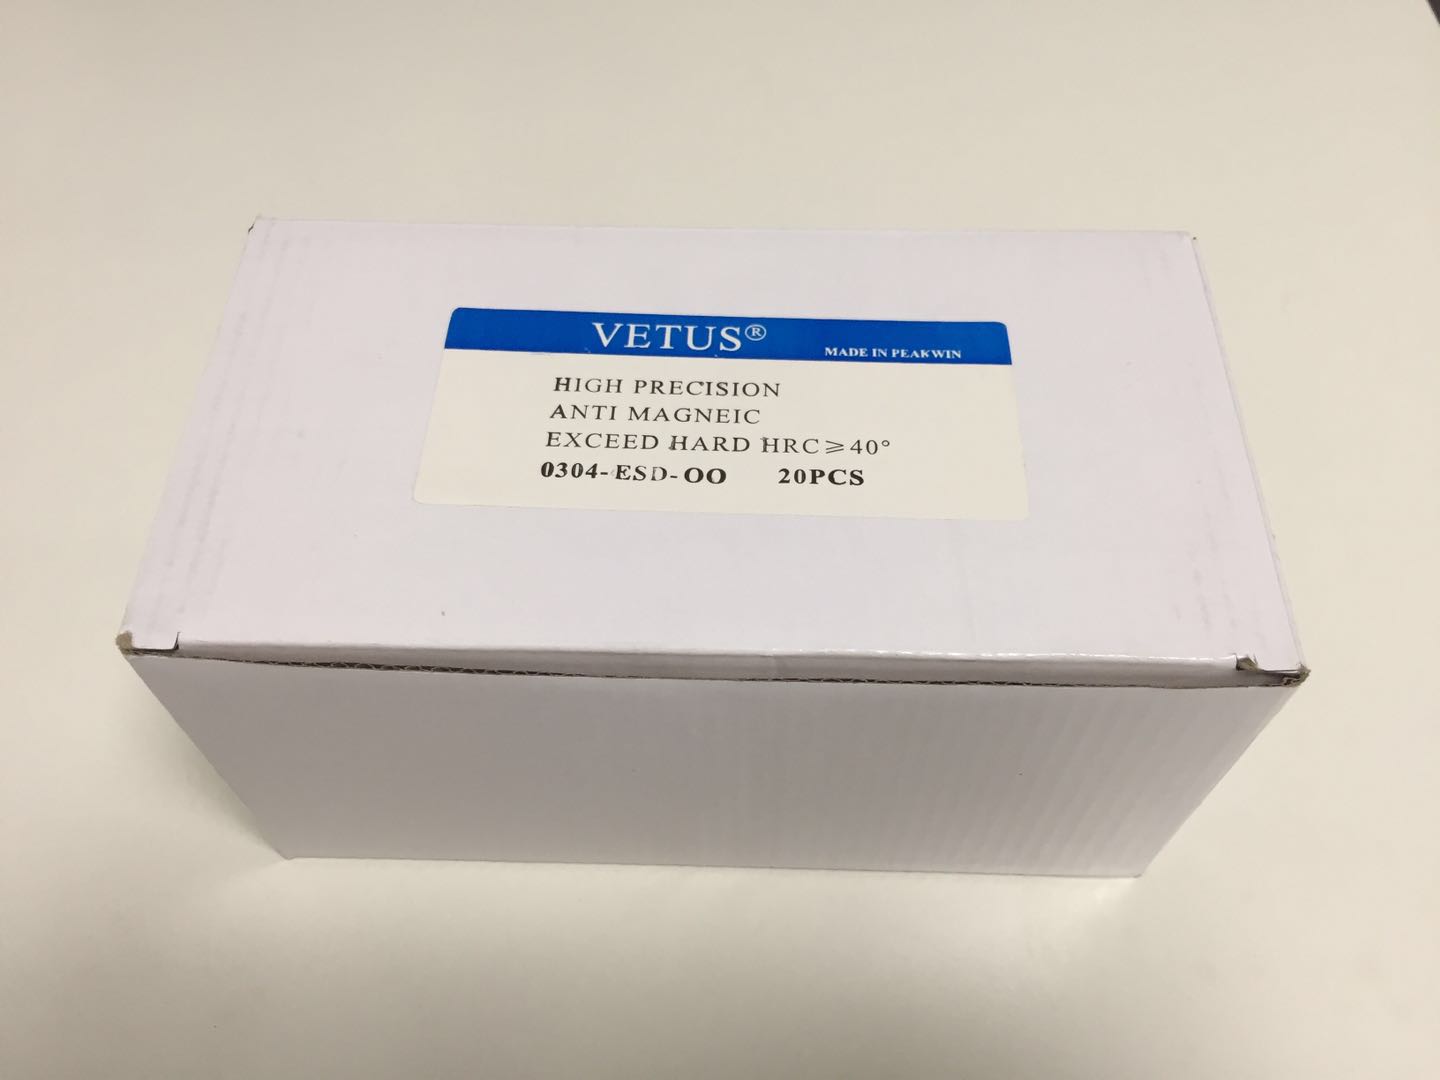 VETUS®
MADE IN PEAKWIN
HIGH PRECISION
ANTI MAGNEIC
EXCEED HARD HRC≥40°
0304-ESD-OO 20PCS